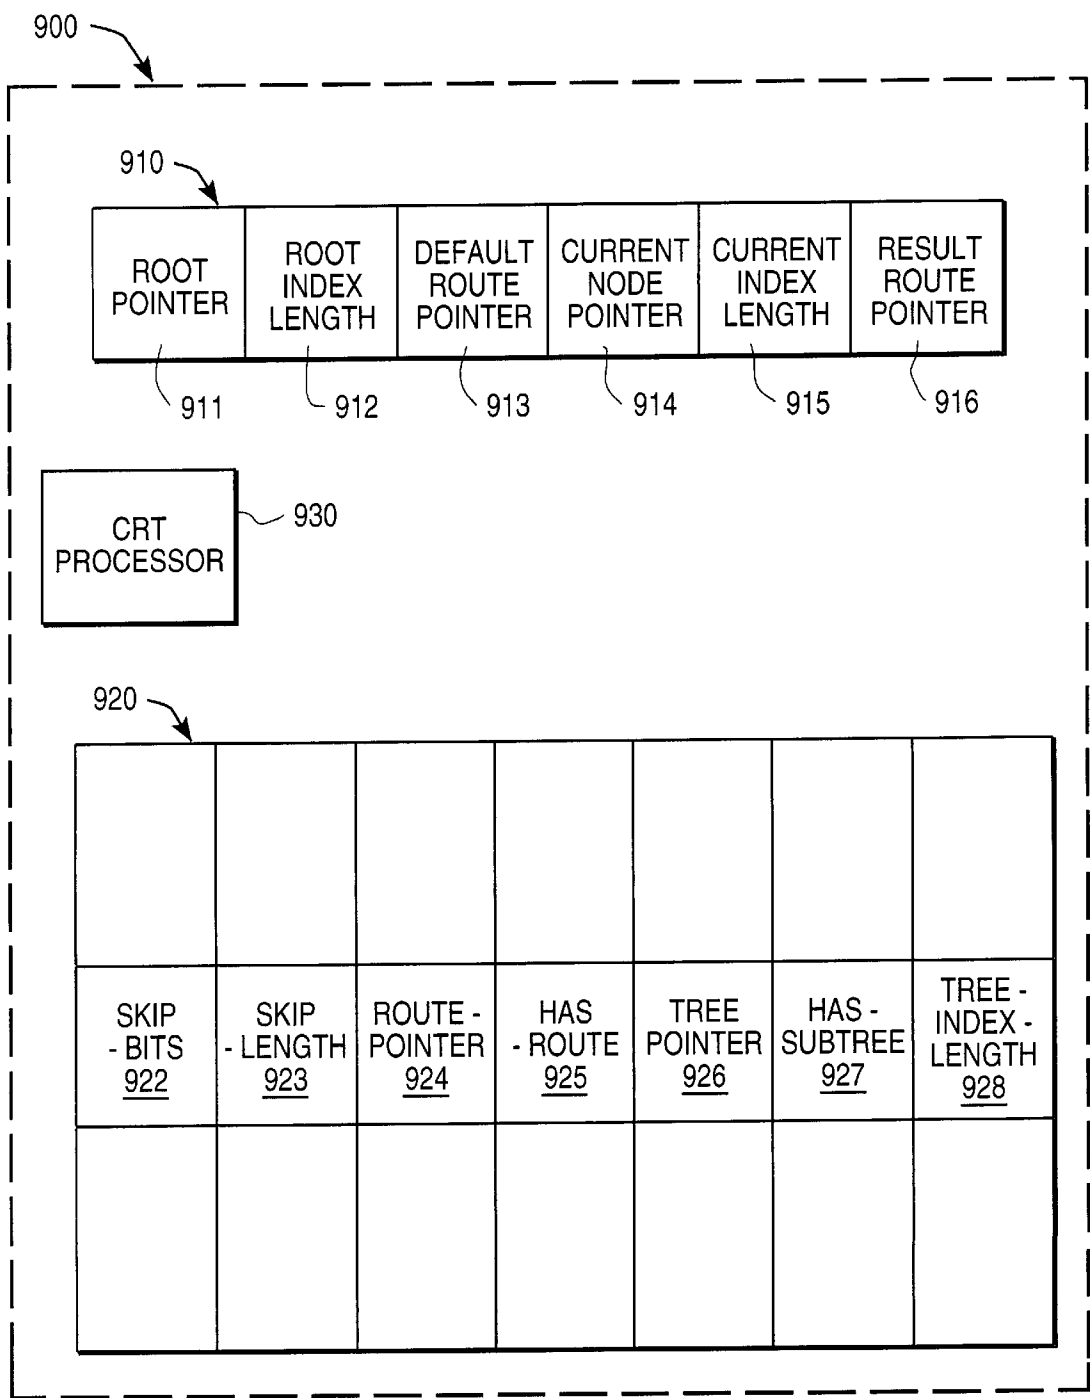 900
910
ROOT
POINTER
ROOT
INDEX
LENGTH
DEFAULT
ROUTE
POINTER
CURRENT
NODE
POINTER
CURRENT
INDEX
LENGTH
RESULT
ROUTE
POINTER
911
912
913
914
915
916
CRT
PROCESSOR
930
920
SKIP
- BITS
922
SKIP
- LENGTH
923
ROUTE -
POINTER
924
HAS
- ROUTE
925
TREE
POINTER
926
HAS -
SUBTREE
927
TREE -
INDEX -
LENGTH
928